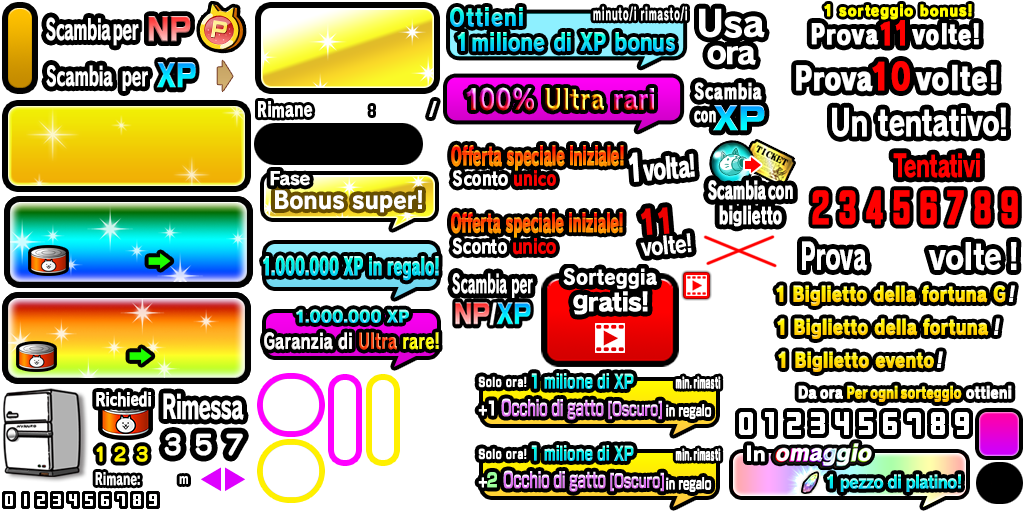 Scambia per NP
P
Scambia per XP
Ottieni
minuto/i rimasto/i
1 milione di XP bonus
Usa
ora
1 sorteggio bonus!
Prova 11 volte!
100% Ultra rari
Scambia
con XP
Prova 10 volte!
Un tentativo!
Rimane : /
Offerta speciale iniziale!
Sconto unico
1 volta!
TICKET
Scambia con
biglietto
Tentativi
23456789
Fase
Bonus super!
Offerta speciale iniziale!
Sconto unico
11
volte!
Prova volte !
1.000.000 XP in regalo!
Scambia per
NP/XP
Sorteggia
gratis!
1 Biglietto della fortuna G!
1.000.000 XP
Garanzia di Ultra rare!
1 Biglietto della fortuna !
1 Biglietto evento!
Richiedi
1 2 3
Rimessa
3 5 7
Rimane: m
0123456789
Solo ora! 1 milione di XP
min. rimasti
+1 Occhio di gatto [Oscuro] in regalo
Solo ora! 1 milione di XP
min. rimasti
+2 Occhio di gatto [Oscuro] in regalo
Da ora Per ogni sorteggio ottieni
0123456789
In omaggio
1 pezzo di platino!